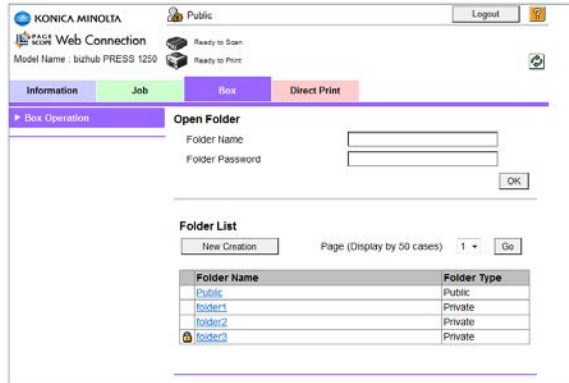 KONICA MINOLTA
Public
Logout
?
PAGE SCOPE Web Connection
Ready to Scan
Model Name : bizhub PRESS 1250
Ready to Print
Information
Job
Box
Direct Print
Box Operation
Open Folder
Folder Name
Folder Password
OK
Folder List
New Creation
Page (Display by 50 cases)
1
Go
Folder Name Folder Type
Public Public
folder1 Private
folder2 Private
folder3 Private